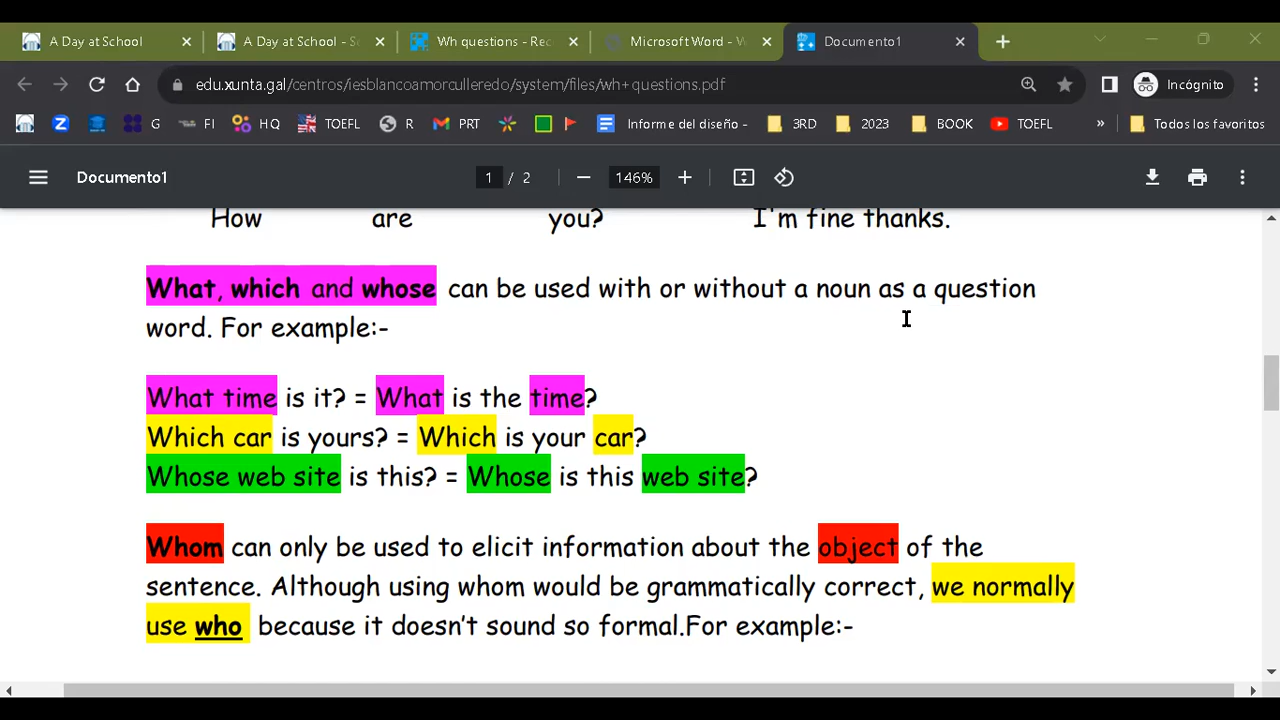 A Day at School
A Day at School - S
Wh questions - Rec
Microsoft Word - W
Documento1
edu.xunta.gal/centros/iesblancoamorculleredo/system/files/wh+questions.pdf
Incógnito
G FI HQ TOEFL R PRT Informe del diseño - 3RD 2023 BOOK TOEFL » Todos los favoritos
Documento1 1 / 2 146%
How are you? I'm fine thanks.
What, which and whose can be used with or without a noun as a question
word. For example:-
What time is it? = What is the time?
Which car is yours? = Which is your car?
Whose web site is this? = Whose is this web site?
Whom can only be used to elicit information about the object of the
sentence. Although using whom would be grammatically correct, we normally
use who because it doesn't sound so formal.For example:-